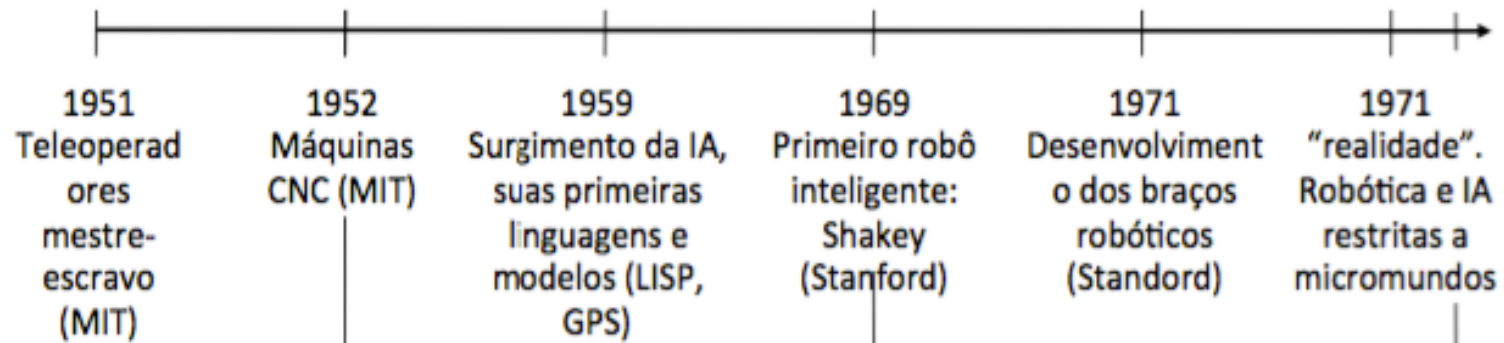 1951
Teleoperad
ores
mestre-
escravo
(MIT)
1952
Máquinas
CNC (MIT)
1959
Surgimento da IA,
suas primeiras
linguagens e
modelos (LISP,
GPS)
1969
Primeiro robô
inteligente:
Shakey
(Stanford)
1971
Desenvolviment
o dos braços
robóticos
(Standord)
1971
“realidade”.
Robótica e IA
restritas a
micromundos